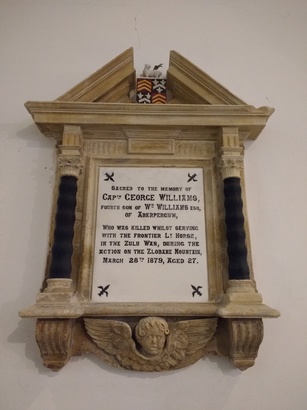 SACRED TO THE MEMORY OF
CAPTN GEORGE WILLIAMS,
FOURTH SON OF WM WILLIAMS ESQ,
OF ABERPERGWM,
WHO WAS KILLED WHILST SERVING
WITH THE FRONTIER LT HORSE,
IN THE ZULU WAR, DURING THE
ACTION ON THE ZLOBANE MOUNTAIN,
MARCH 28TH 1879, AGED 27.